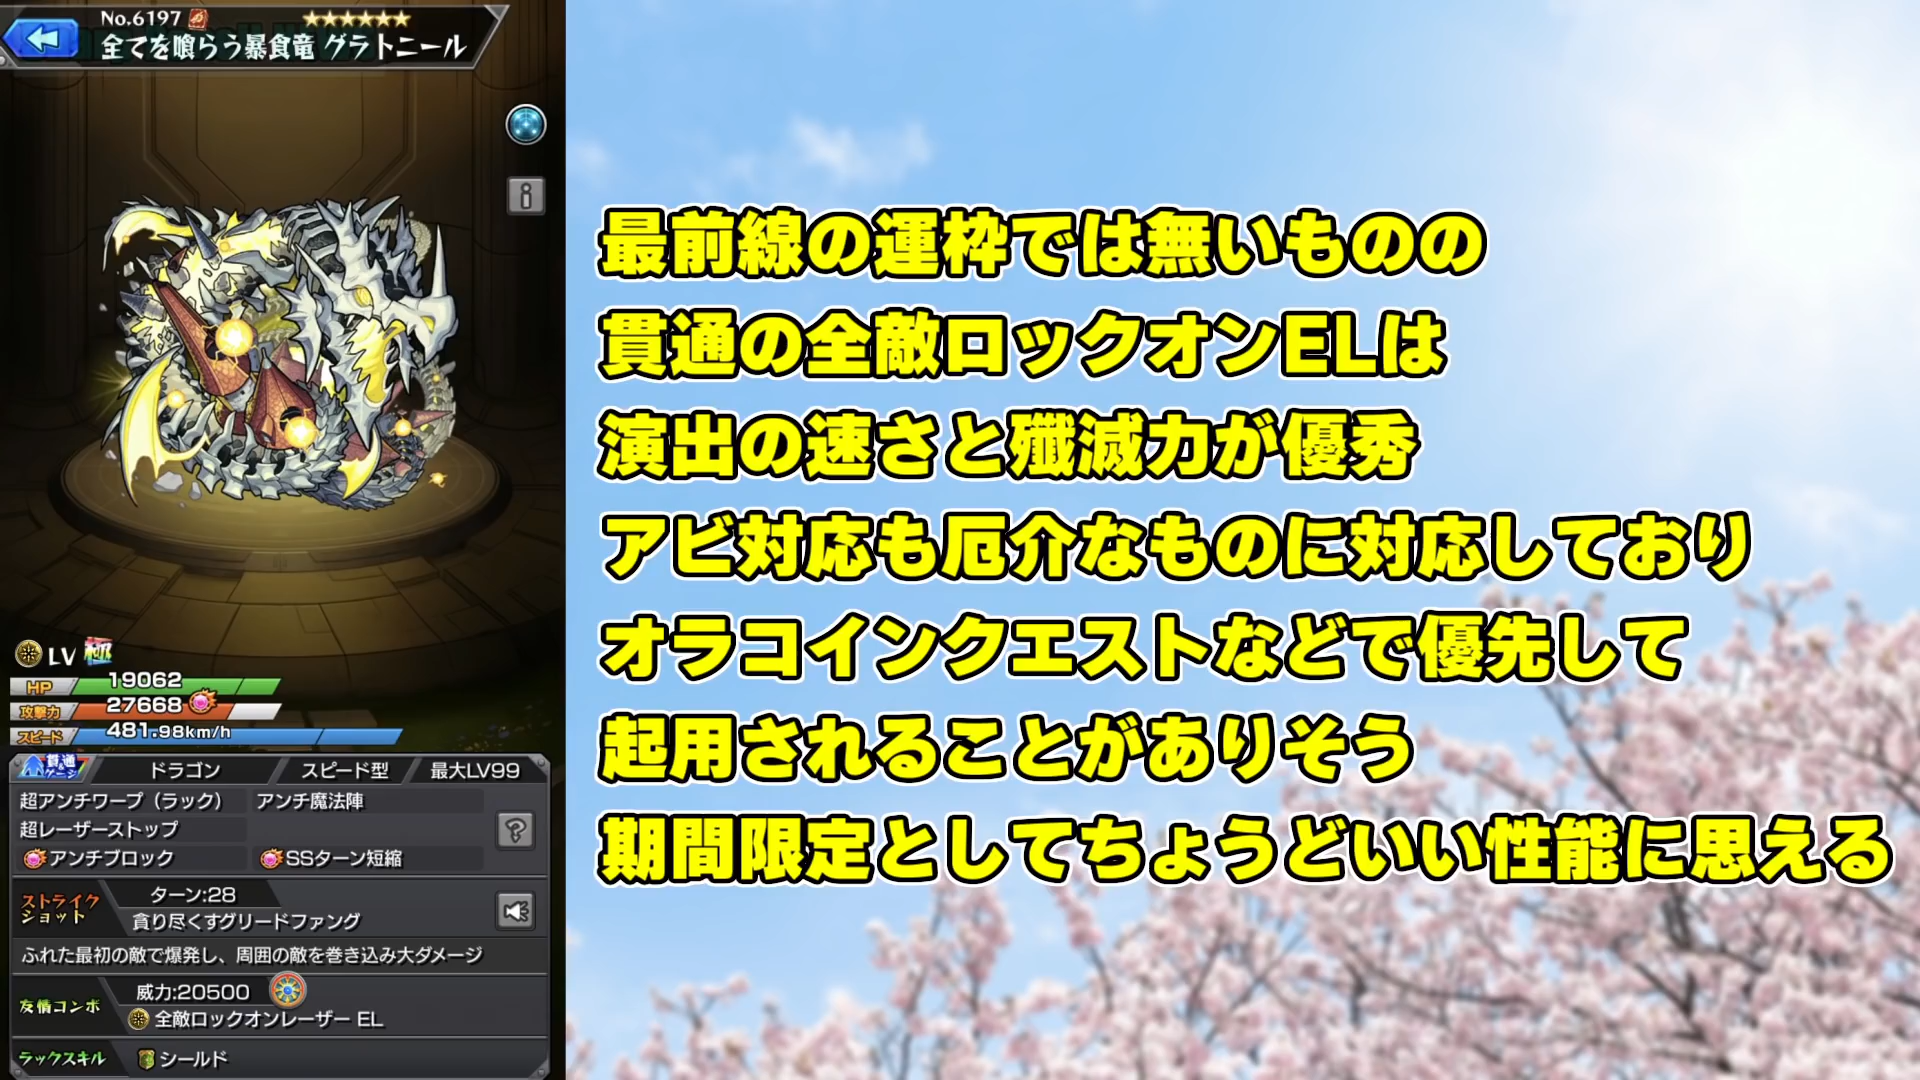 No.6197
★★★★★★
全てを喰らう暴食竜 グラトニール
LV 極
HP 19062
攻撃力 27668
スピード 481.98km/h
貫通
ゲージ
ドラゴン
スピード型
最大LV99
超アンチワープ（ラック）
アンチ魔法陣
超レーザーストップ
アンチブロック
SSターン短縮
?
ストライク
ショット
ターン:28
貪り尽くすグリードファング
ふれた最初の敵で爆発し、周囲の敵を巻き込み大ダメージ
友情コンボ
威力:20500
全敵ロックオンレーザー EL
ラックスキル
シールド
最前線の運枠では無いものの
貫通の全敵ロックオンELは
演出の速さと殲滅力が優秀
アビ対応も厄介なものに対応しており
オラコインクエストなどで優先して
起用されることがありそう
期間限定としてちょうどいい性能に思える